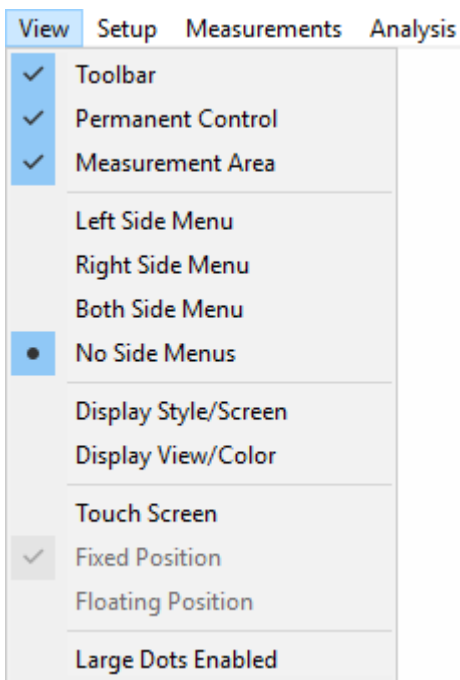 View Setup Measurements Analysis
Toolbar
Permanent Control
Measurement Area
Left Side Menu
Right Side Menu
Both Side Menu
No Side Menus
Display Style/Screen
Display View/Color
Touch Screen
Fixed Position
Floating Position
Large Dots Enabled